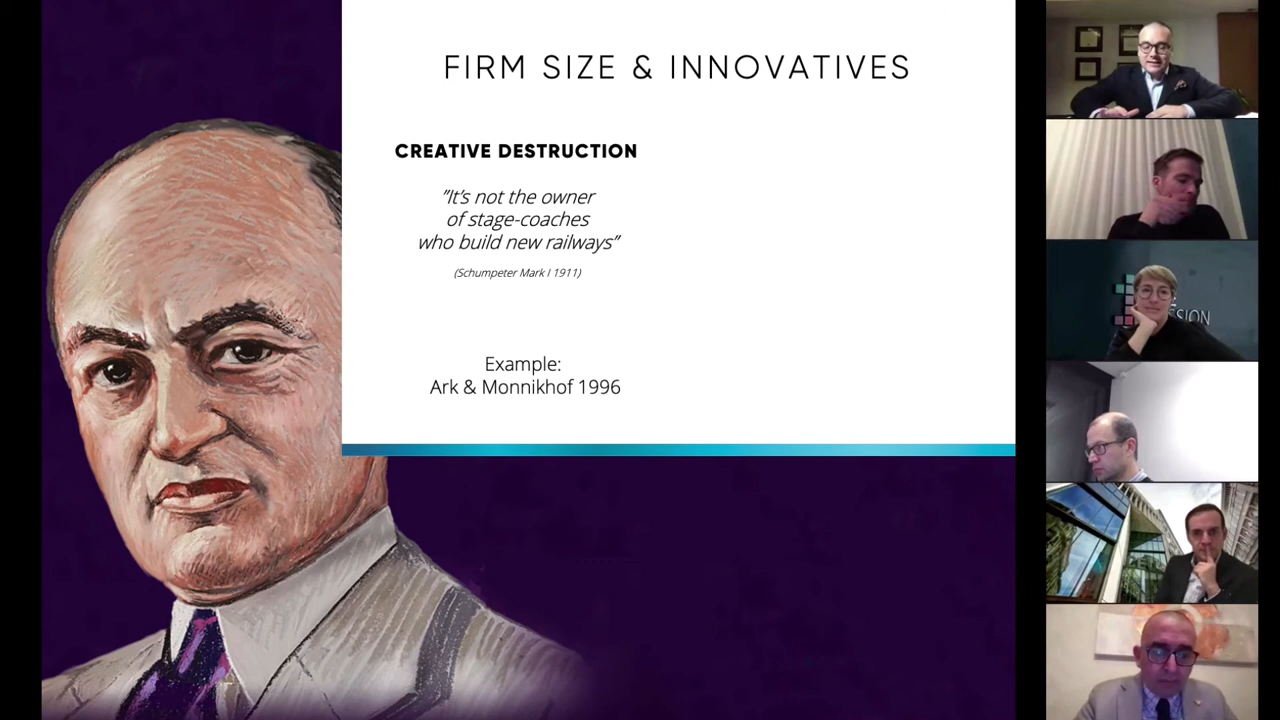 FIRM SIZE & INNOVATIVES
CREATIVE DESTRUCTION
"It's not the owner
of stage-coaches
who build new railways"
(Schumpeter Mark I 1911)
Example:
Ark & Monnikhof 1996